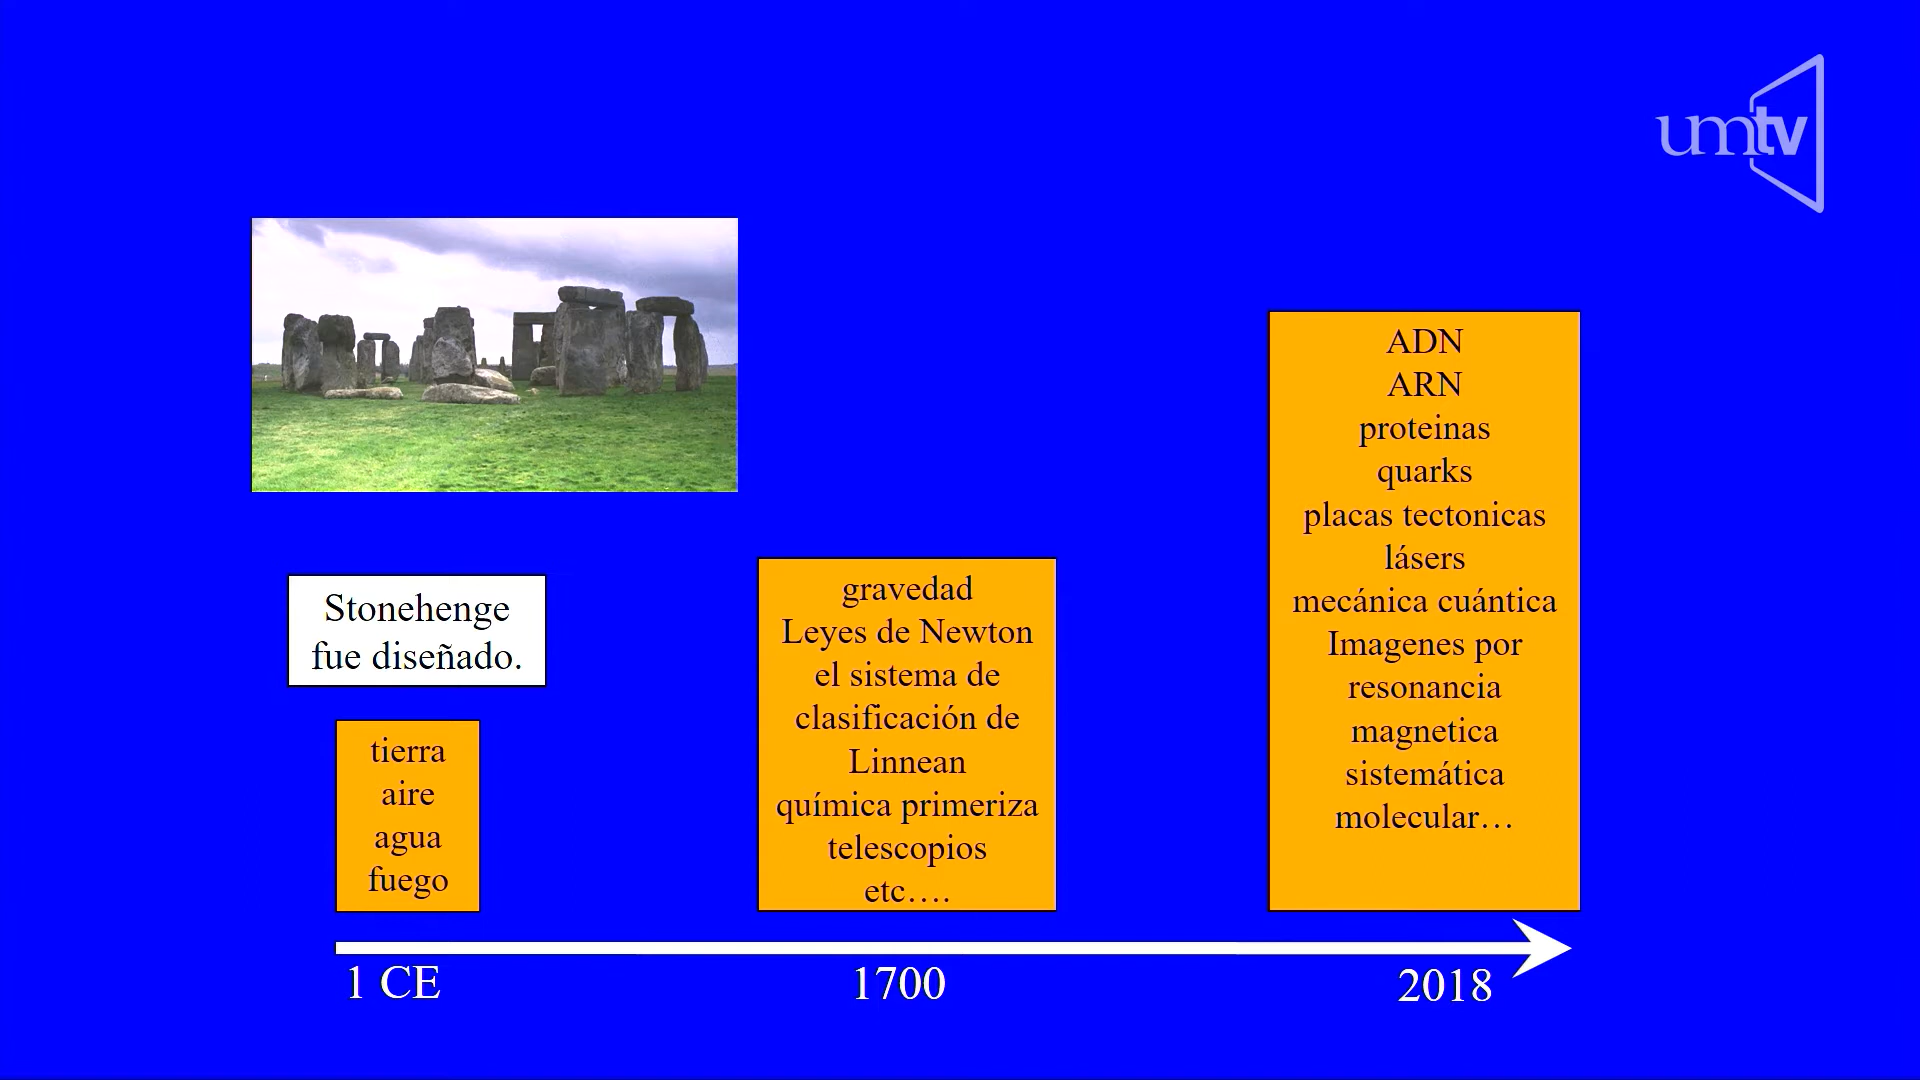 umtv
Stonehenge
fue diseñado.
tierra
aire
agua
fuego
gravedad
Leyes de Newton
el sistema de
clasificación de
Linnean
química primeriza
telescopios
etc….
ADN
ARN
proteinas
quarks
placas tectonicas
lásers
mecánica cuántica
Imagenes por
resonancia
magnetica
sistemática
molecular…
1 CE
1700
2018